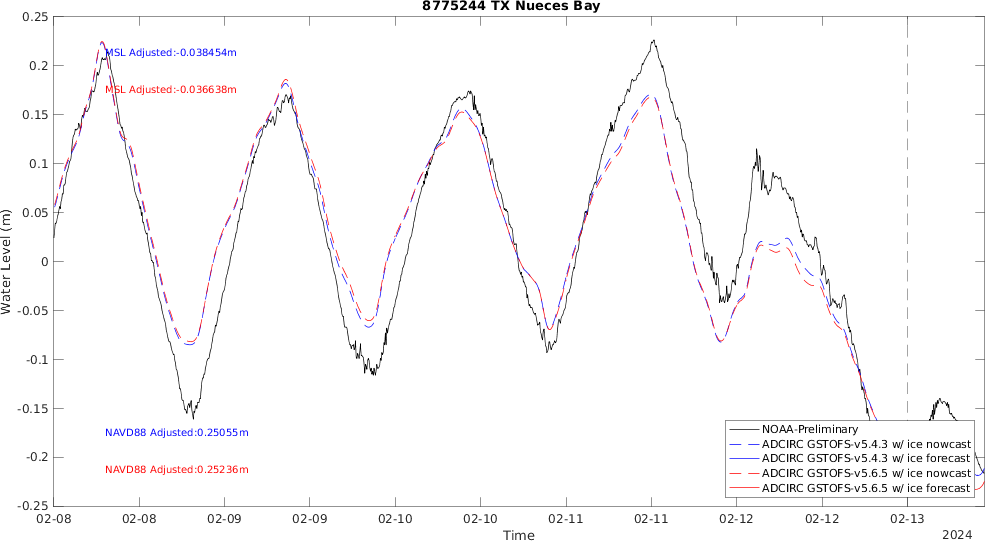 8775244 TX Nueces Bay
0.25
0.2
0.15
0.1
0.05
0
-0.05
-0.1
-0.15
-0.2
-0.25
Water Level (m)
MSL Adjusted:-0.038454m
MSL Adjusted:-0.036638m
NAVD88 Adjusted:0.25055m
NAVD88 Adjusted:0.25236m
NOAA-Preliminary
ADCIRC GSTOFS-v5.4.3 w/ ice nowcast
ADCIRC GSTOFS-v5.4.3 w/ ice forecast
ADCIRC GSTOFS-v5.6.5 w/ ice nowcast
ADCIRC GSTOFS-v5.6.5 w/ ice forecast
02-08 02-08 02-09 02-09 02-10 02-10 02-11 02-11 02-12 02-12 02-13
Time
2024